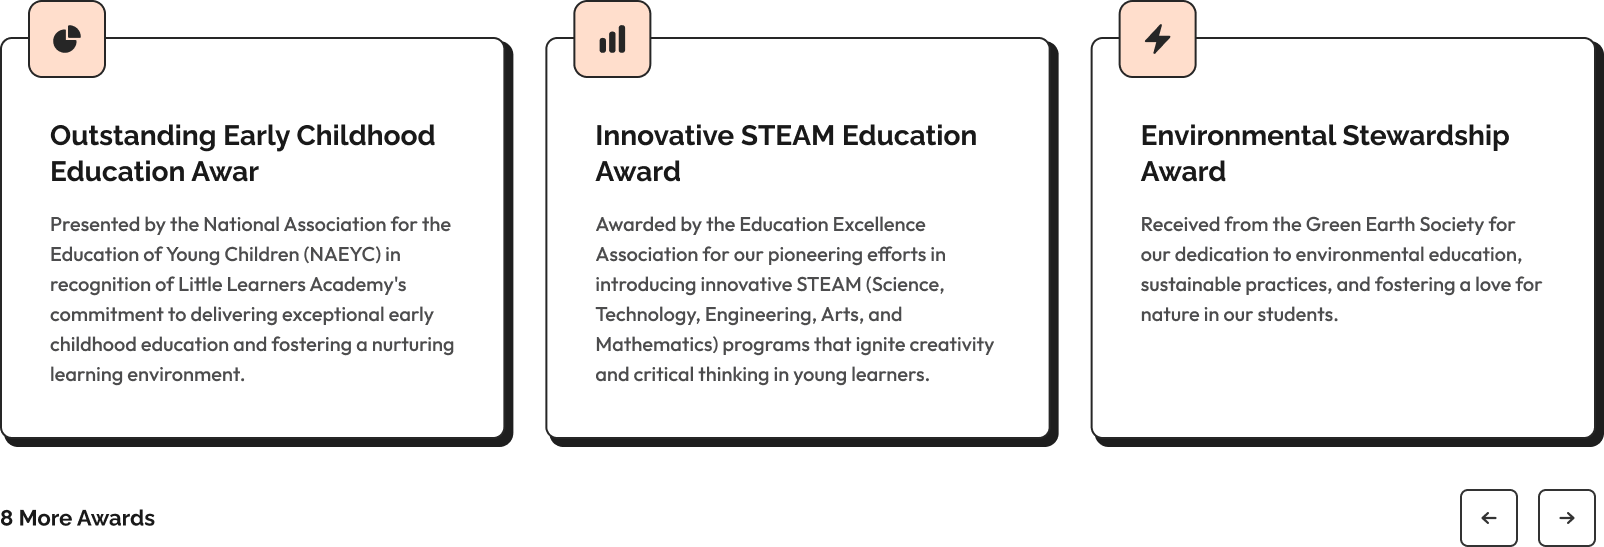 Outstanding Early Childhood
Education Awar
Presented by the National Association for the
Education of Young Children (NAEYC) in
recognition of Little Learners Academy's
commitment to delivering exceptional early
childhood education and fostering a nurturing
learning environment.
Innovative STEAM Education
Award
Awarded by the Education Excellence
Association for our pioneering efforts in
introducing innovative STEAM (Science,
Technology, Engineering, Arts, and
Mathematics) programs that ignite creativity
and critical thinking in young learners.
Environmental Stewardship
Award
Received from the Green Earth Society for
our dedication to environmental education,
sustainable practices, and fostering a love for
nature in our students.
8 More Awards